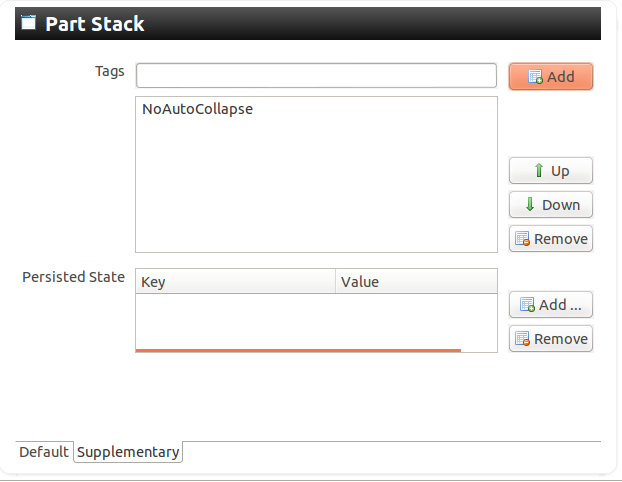 Part Stack
Tags
Add
NoAutoCollapse
Up
Down
Remove
Persisted State
Key Value
Add ...
Remove
Default Supplementary